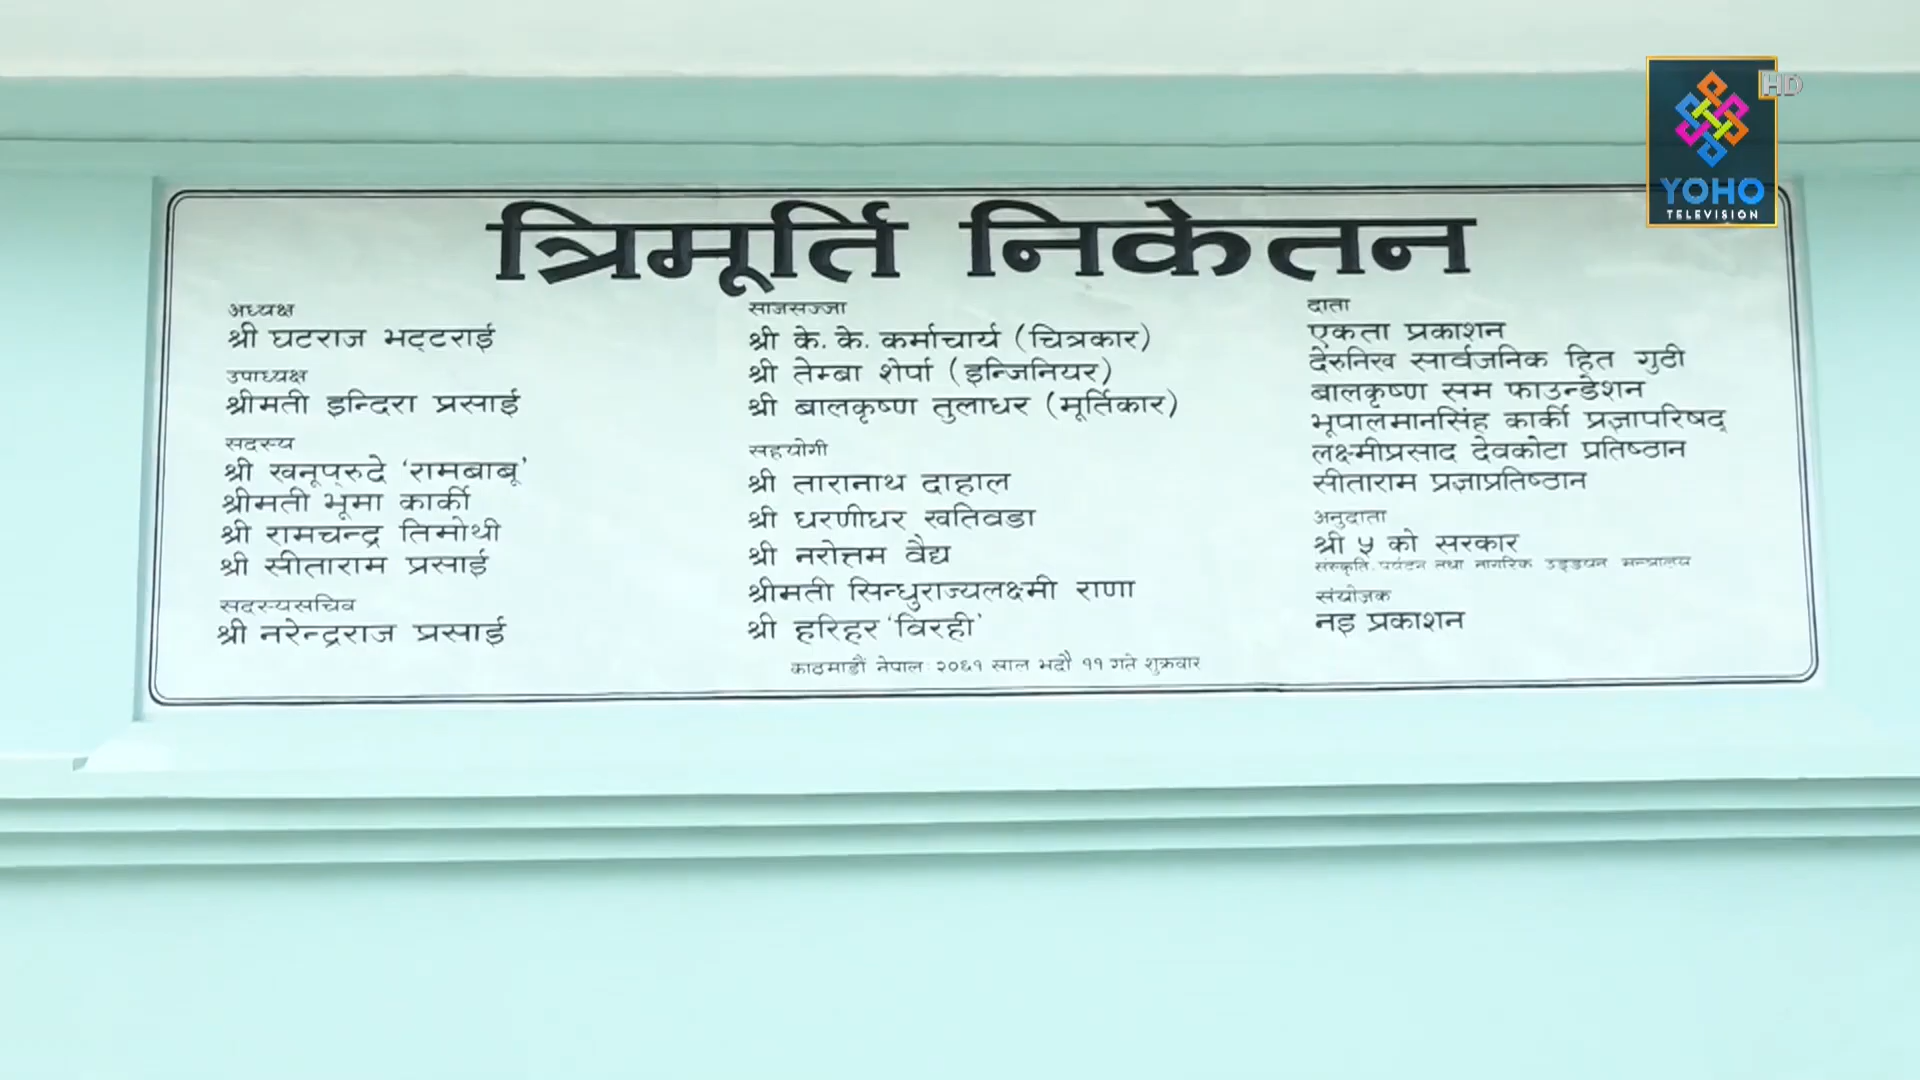 त्रिमूर्ति निकेतन
अध्यक्ष
श्री घटराज भट्टराई
उपाध्यक्ष
श्रीमती इन्दिरा प्रसाई
सदस्य
श्री खनूप्रुदे 'रामबाबू'
श्रीमती भूमा कार्की
श्री रामचन्द्र तिमोथी
श्री सीताराम प्रसाई
सदस्यसचिव
श्री नरेन्द्रराज प्रसाई
साजसज्जा
श्री के. के. कर्माचार्य (चित्रकार)
श्री तेम्बा शेर्पा (इन्जिनियर)
श्री बालकृष्ण तुलाधर (मूर्तिकार)
सहयोगी
श्री तारानाथ दाहाल
श्री धरणीधर खतिवडा
श्री नरोत्तम वैद्य
श्रीमती सिन्धुराज्यलक्ष्मी राणा
श्री हरिहर 'विरही'
दाता
एकता प्रकाशन
देरुनिख सार्वजनिक हित गुठी
बालकृष्ण सम फाउन्डेशन
भूपालमानसिंह कार्की प्रज्ञापरिषद्
लक्ष्मीप्रसाद देवकोटा प्रतिष्ठान
सीताराम प्रज्ञाप्रतिष्ठान
अनुदाता
श्री ५ को सरकार
संस्कृति, पर्यटन तथा नागरिक उड्डयन मन्त्रालय
संयोजक
नइ प्रकाशन
काठमाडौं नेपाल: २०६१ साल भदौ ११ गते शुक्रवार
HD
YOHO
TELEVISION